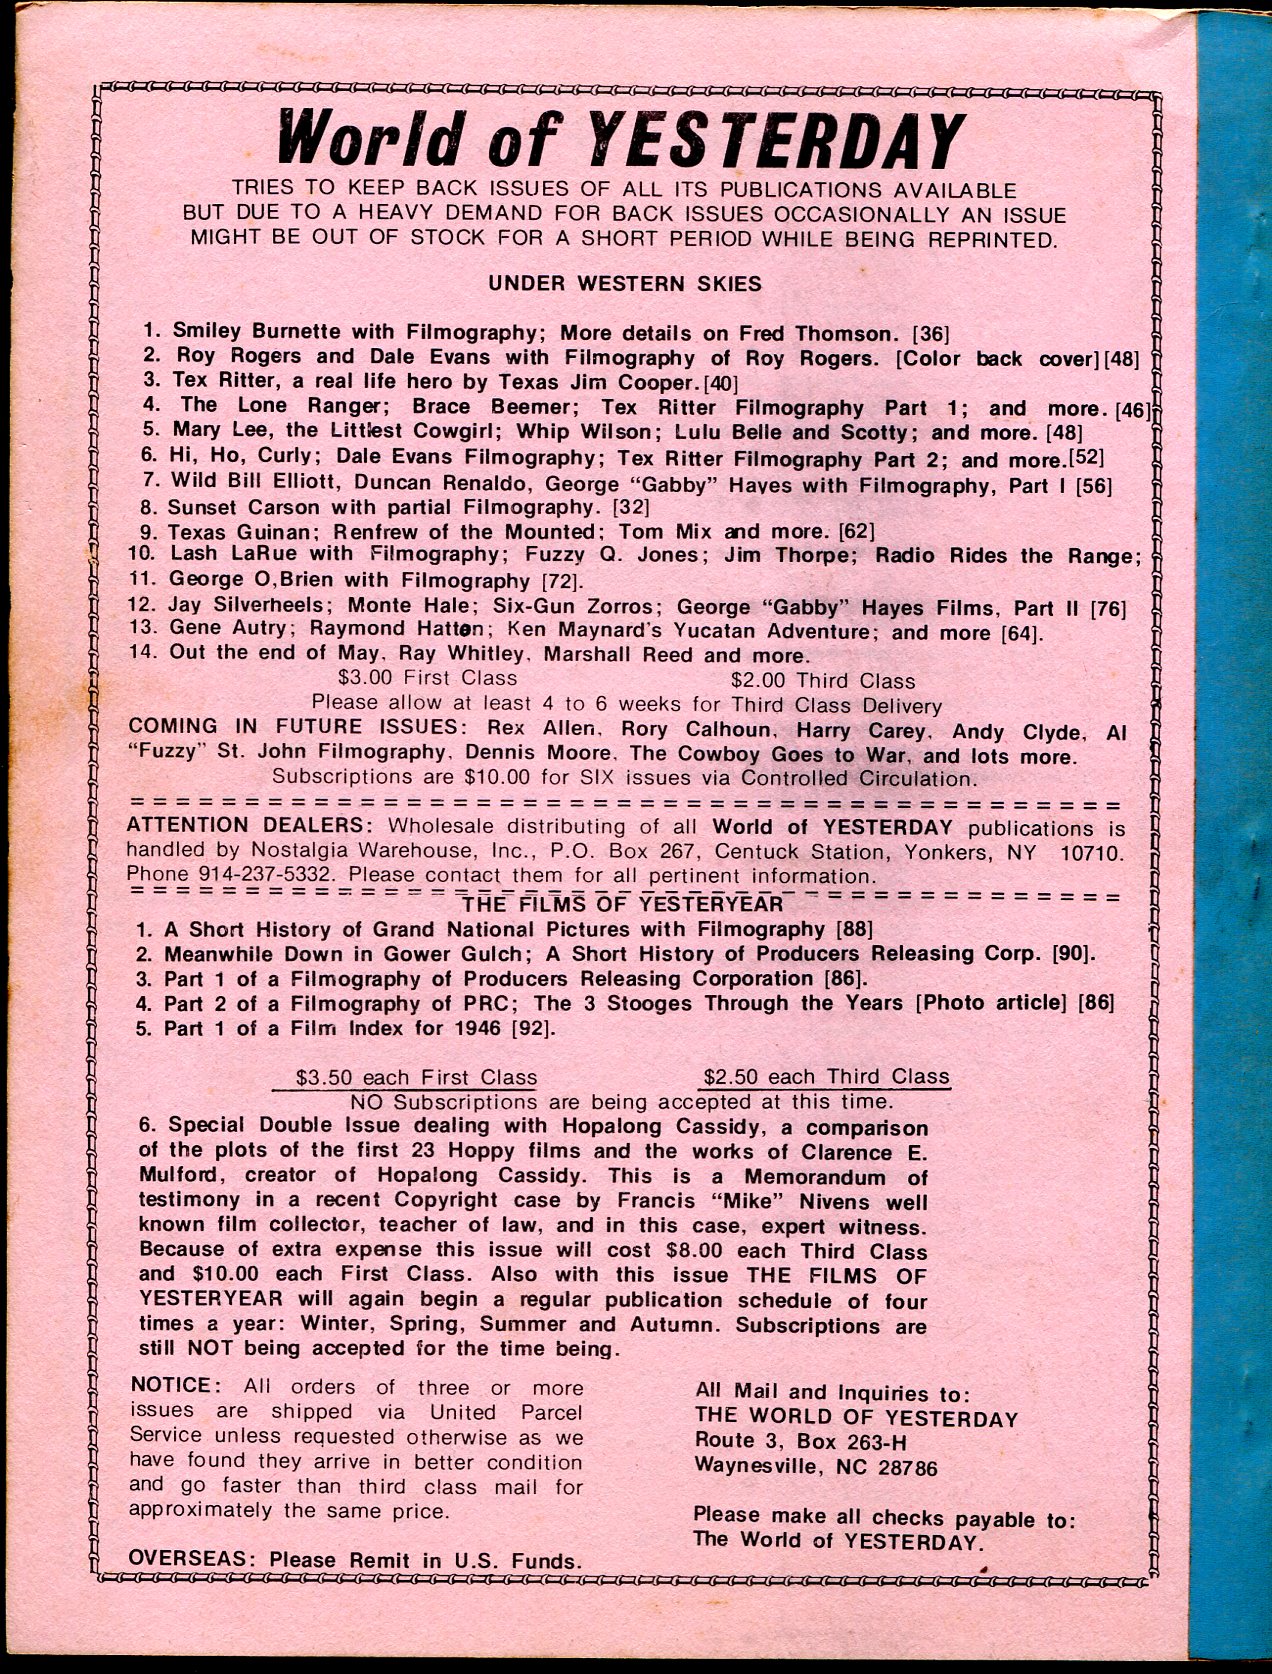 World of YESTERDAY
TRIES TO KEEP BACK ISSUES OF ALL ITS PUBLICATIONS AVAILABLE
BUT DUE TO A HEAVY DEMAND FOR BACK ISSUES OCCASIONALLY AN ISSUE
MIGHT BE OUT OF STOCK FOR A SHORT PERIOD WHILE BEING REPRINTED.
UNDER WESTERN SKIES
1. Smiley Burnette with Filmography; More details on Fred Thomson. [36]
2. Roy Rogers and Dale Evans with Filmography of Roy Rogers. [Color back cover] [48]
3. Tex Ritter, a real life hero by Texas Jim Cooper. [40]
4. The Lone Ranger; Brace Beemer; Tex Ritter Filmography Part 1; and more. [46]
5. Mary Lee, the Littlest Cowgirl; Whip Wilson; Lulu Belle and Scotty; and more. [48]
6. Hi, Ho, Curly; Dale Evans Filmography; Tex Ritter Filmography Part 2; and more. [52]
7. Wild Bill Elliott, Duncan Renaldo, George "Gabby" Hayes with Filmography, Part I [56]
8. Sunset Carson with partial Filmography. [32]
9. Texas Guinan; Renfrew of the Mounted; Tom Mix and more. [62]
10. Lash LaRue with Filmography; Fuzzy Q. Jones; Jim Thorpe; Radio Rides the Range;
11. George O,Brien with Filmography [72].
12. Jay Silverheels; Monte Hale; Six-Gun Zorros; George "Gabby" Hayes Films, Part II [76]
13. Gene Autry; Raymond Hatton; Ken Maynard's Yucatan Adventure; and more [64].
14. Out the end of May, Ray Whitley, Marshall Reed and more.
$3.00 First Class $2.00 Third Class
Please allow at least 4 to 6 weeks for Third Class Delivery
COMING IN FUTURE ISSUES: Rex Allen, Rory Calhoun, Harry Carey, Andy Clyde, Al
"Fuzzy" St. John Filmography, Dennis Moore, The Cowboy Goes to War, and lots more.
Subscriptions are $10.00 for SIX issues via Controlled Circulation.
ATTENTION DEALERS: Wholesale distributing of all World of YESTERDAY publications is
handled by Nostalgia Warehouse, Inc., P.O. Box 267, Centuck Station, Yonkers, NY 10710.
Phone 914-237-5332. Please contact them for all pertinent information.
THE FILMS OF YESTERYEAR
1. A Short History of Grand National Pictures with Filmography [88]
2. Meanwhile Down in Gower Gulch; A Short History of Producers Releasing Corp. [90].
3. Part 1 of a Filmography of Producers Releasing Corporation [86].
4. Part 2 of a Filmography of PRC; The 3 Stooges Through the Years [Photo article] [86]
5. Part 1 of a Film Index for 1946 [92].
$3.50 each First Class $2.50 each Third Class
NO Subscriptions are being accepted at this time.
6. Special Double Issue dealing with Hopalong Cassidy, a comparison
of the plots of the first 23 Hoppy films and the works of Clarence E.
Mulford, creator of Hopalong Cassidy. This is a Memorandum of
testimony in a recent Copyright case by Francis "Mike" Nivens well
known film collector, teacher of law, and in this case, expert witness.
Because of extra expense this issue will cost $8.00 each Third Class
and $10.00 each First Class. Also with this issue THE FILMS OF
YESTERYEAR will again begin a regular publication schedule of four
times a year: Winter, Spring, Summer and Autumn. Subscriptions are
still NOT being accepted for the time being.
NOTICE: All orders of three or more
issues are shipped via United Parcel
Service unless requested otherwise as we
have found they arrive in better condition
and go faster than third class mail for
approximately the same price.
OVERSEAS: Please Remit in U.S. Funds.
All Mail and Inquiries to:
THE WORLD OF YESTERDAY
Route 3, Box 263-H
Waynesville, NC 28786
Please make all checks payable to:
The World of YESTERDAY.